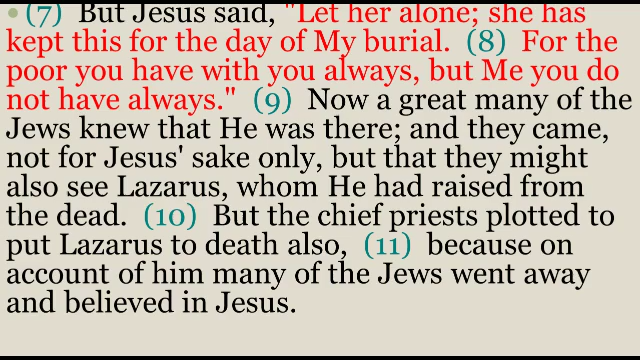 • (7) But Jesus said, "Let her alone; she has
kept this for the day of My burial. (8) For the
poor you have with you always, but Me you do
not have always." (9) Now a great many of the
Jews knew that He was there; and they came,
not for Jesus' sake only, but that they might
also see Lazarus, whom He had raised from
the dead. (10) But the chief priests plotted to
put Lazarus to death also, (11) because on
account of him many of the Jews went away
and believed in Jesus.